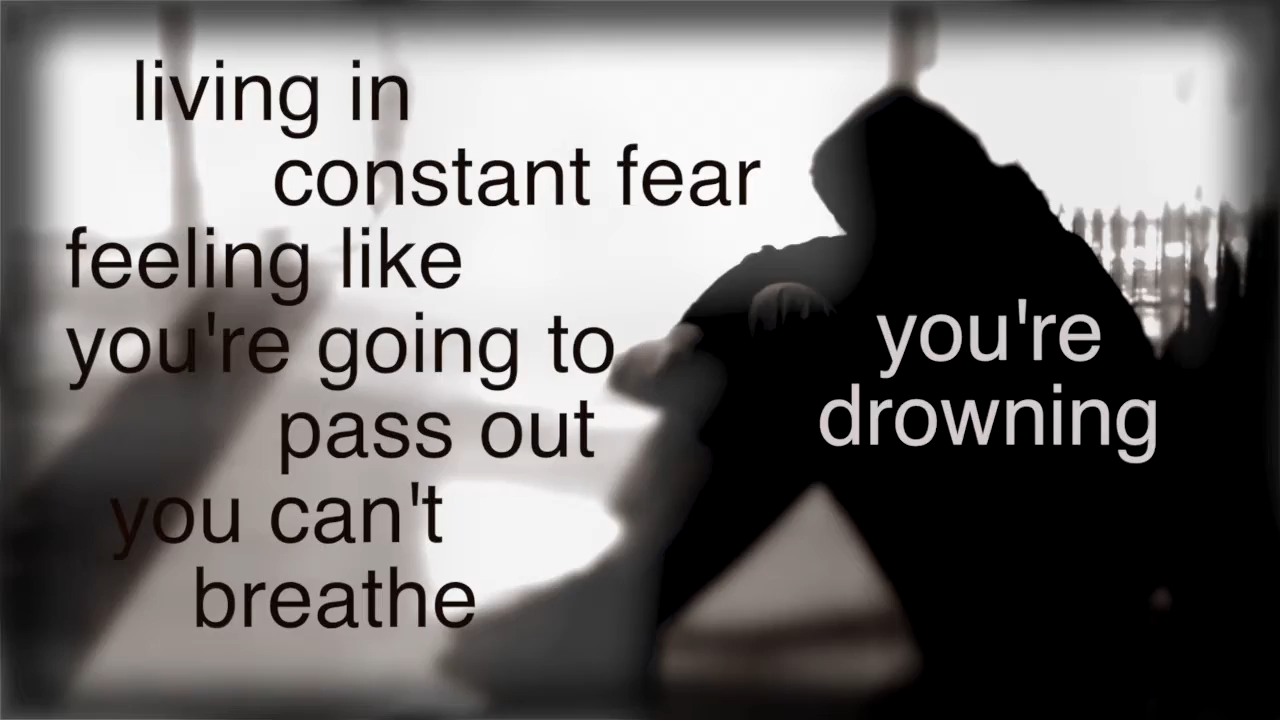 living in
constant fear
feeling like
you're going to
pass out
you can't
breathe
you're
drowning